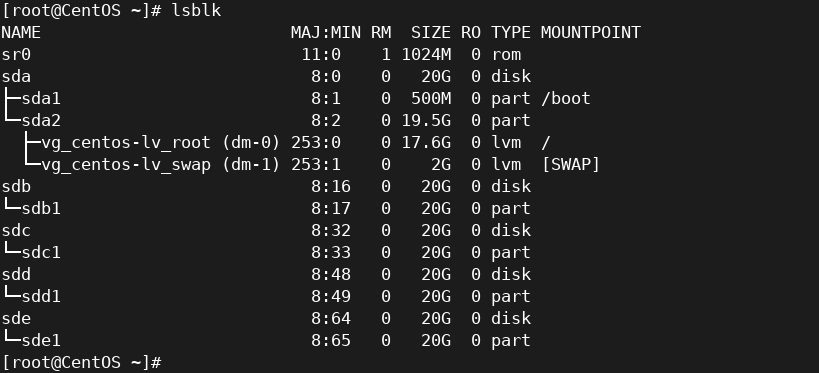 [root@CentOS ~]# lsblk
NAME                         MAJ:MIN RM  SIZE RO TYPE MOUNTPOINT
sr0                           11:0    1 1024M  0 rom
sda                            8:0    0   20G  0 disk
├─sda1                         8:1    0  500M  0 part /boot
└─sda2                         8:2    0 19.5G  0 part
  ├─vg_centos-lv_root (dm-0) 253:0    0 17.6G  0 lvm  /
  └─vg_centos-lv_swap (dm-1) 253:1    0    2G  0 lvm  [SWAP]
sdb                            8:16   0   20G  0 disk
└─sdb1                         8:17   0   20G  0 part
sdc                            8:32   0   20G  0 disk
└─sdc1                         8:33   0   20G  0 part
sdd                            8:48   0   20G  0 disk
└─sdd1                         8:49   0   20G  0 part
sde                            8:64   0   20G  0 disk
└─sde1                         8:65   0   20G  0 part
[root@CentOS ~]#